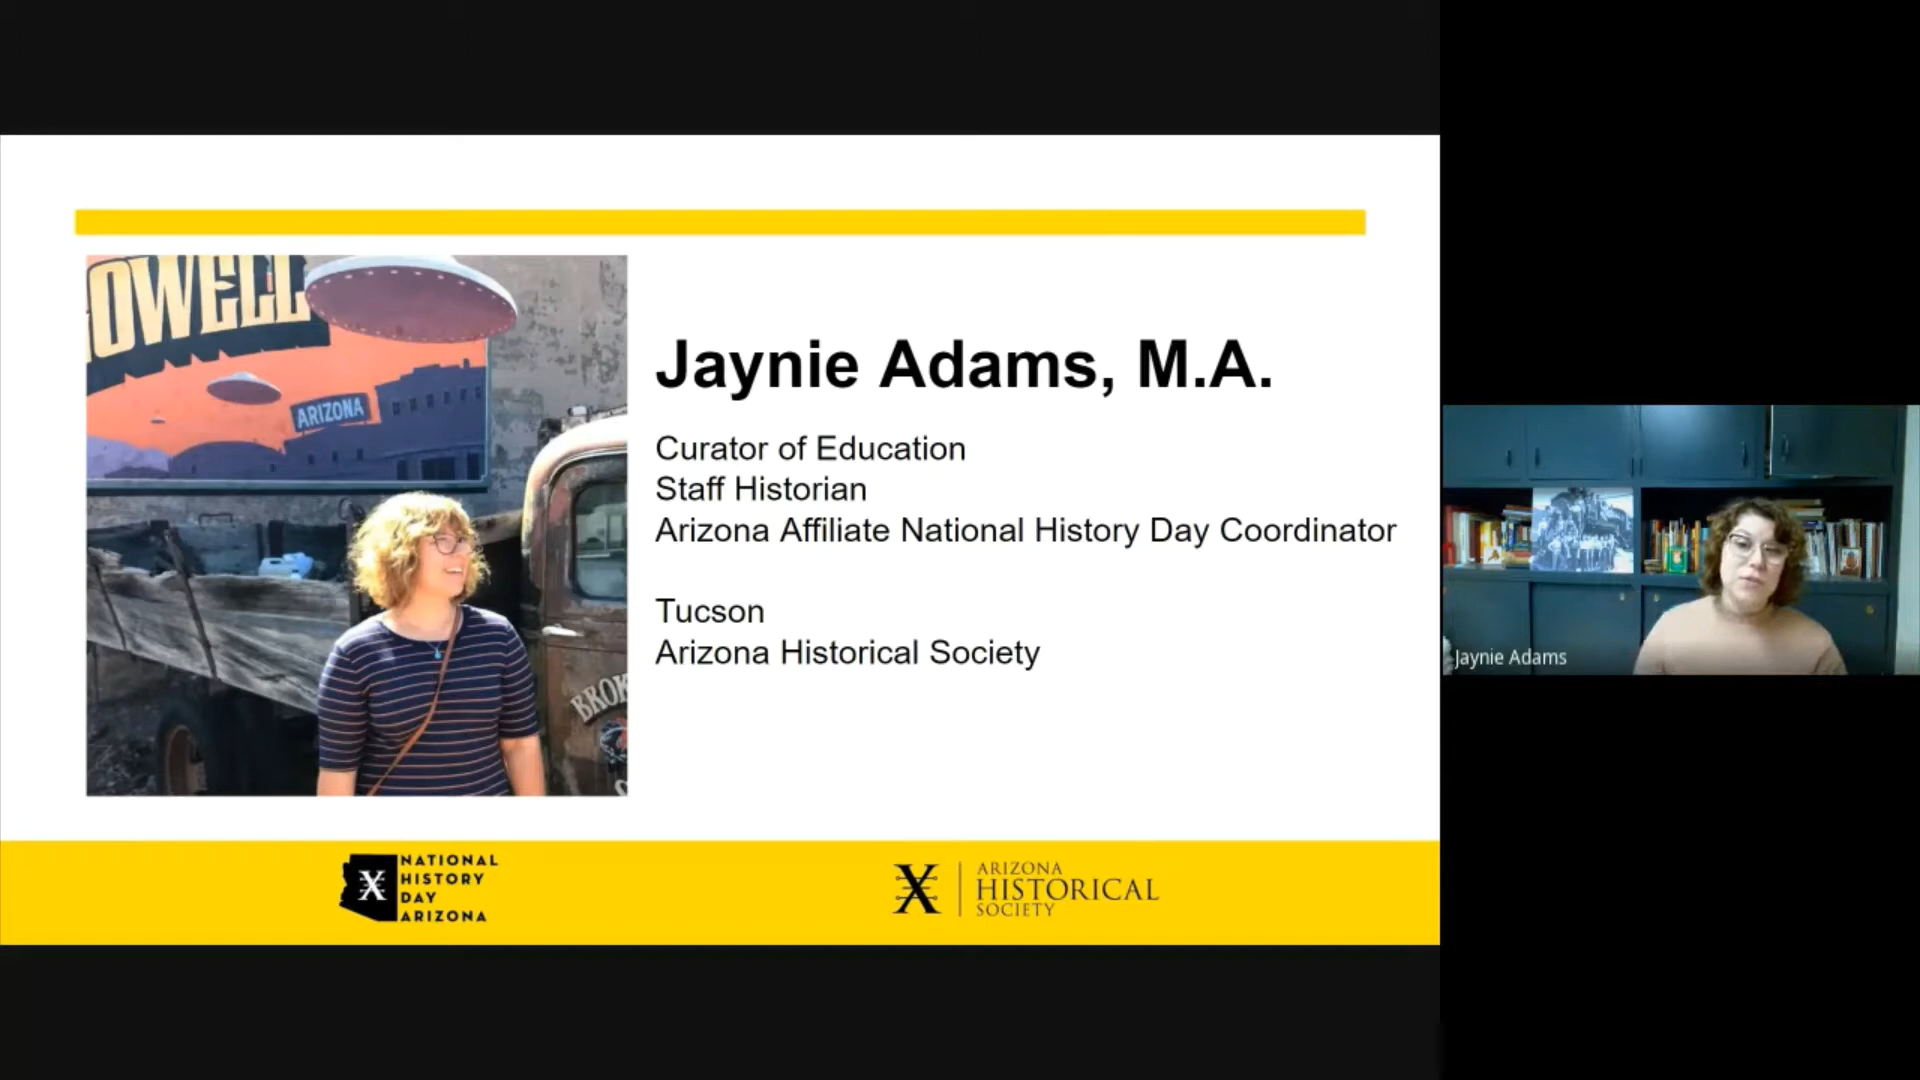 OWELL
ARIZONA
Jaynie Adams, M.A.
Curator of Education
Staff Historian
Arizona Affiliate National History Day Coordinator
Tucson
Arizona Historical Society
Jaynie Adams
NATIONAL
HISTORY
DAY
ARIZONA
ARIZONA
HISTORICAL
SOCIETY